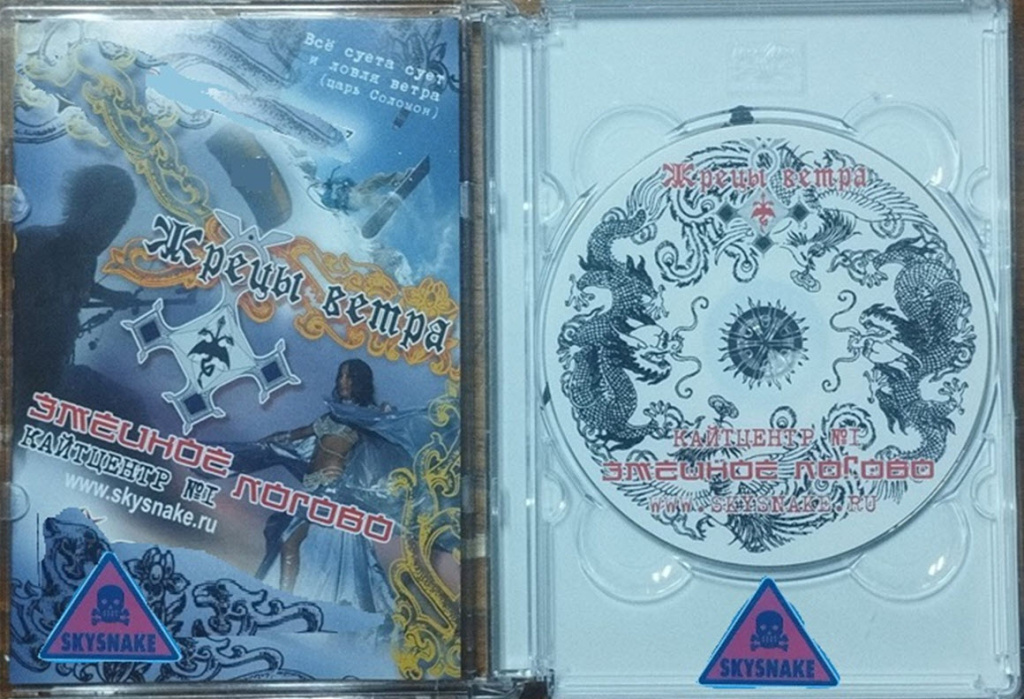 Всё суета сует
и ловля ветра
(царь Соломон)
Жрецы ветра
ЗМЕИНОЕ ЛОГОВО
КАЙТЦЕНТР №1
www.skysnake.ru
SKYSNAKE
Жрецы ветра
КАЙТЦЕНТР №1
ЗМЕИНОЕ ЛОГОВО
WWW.SKYSNAKE.RU
SKYSNAKE